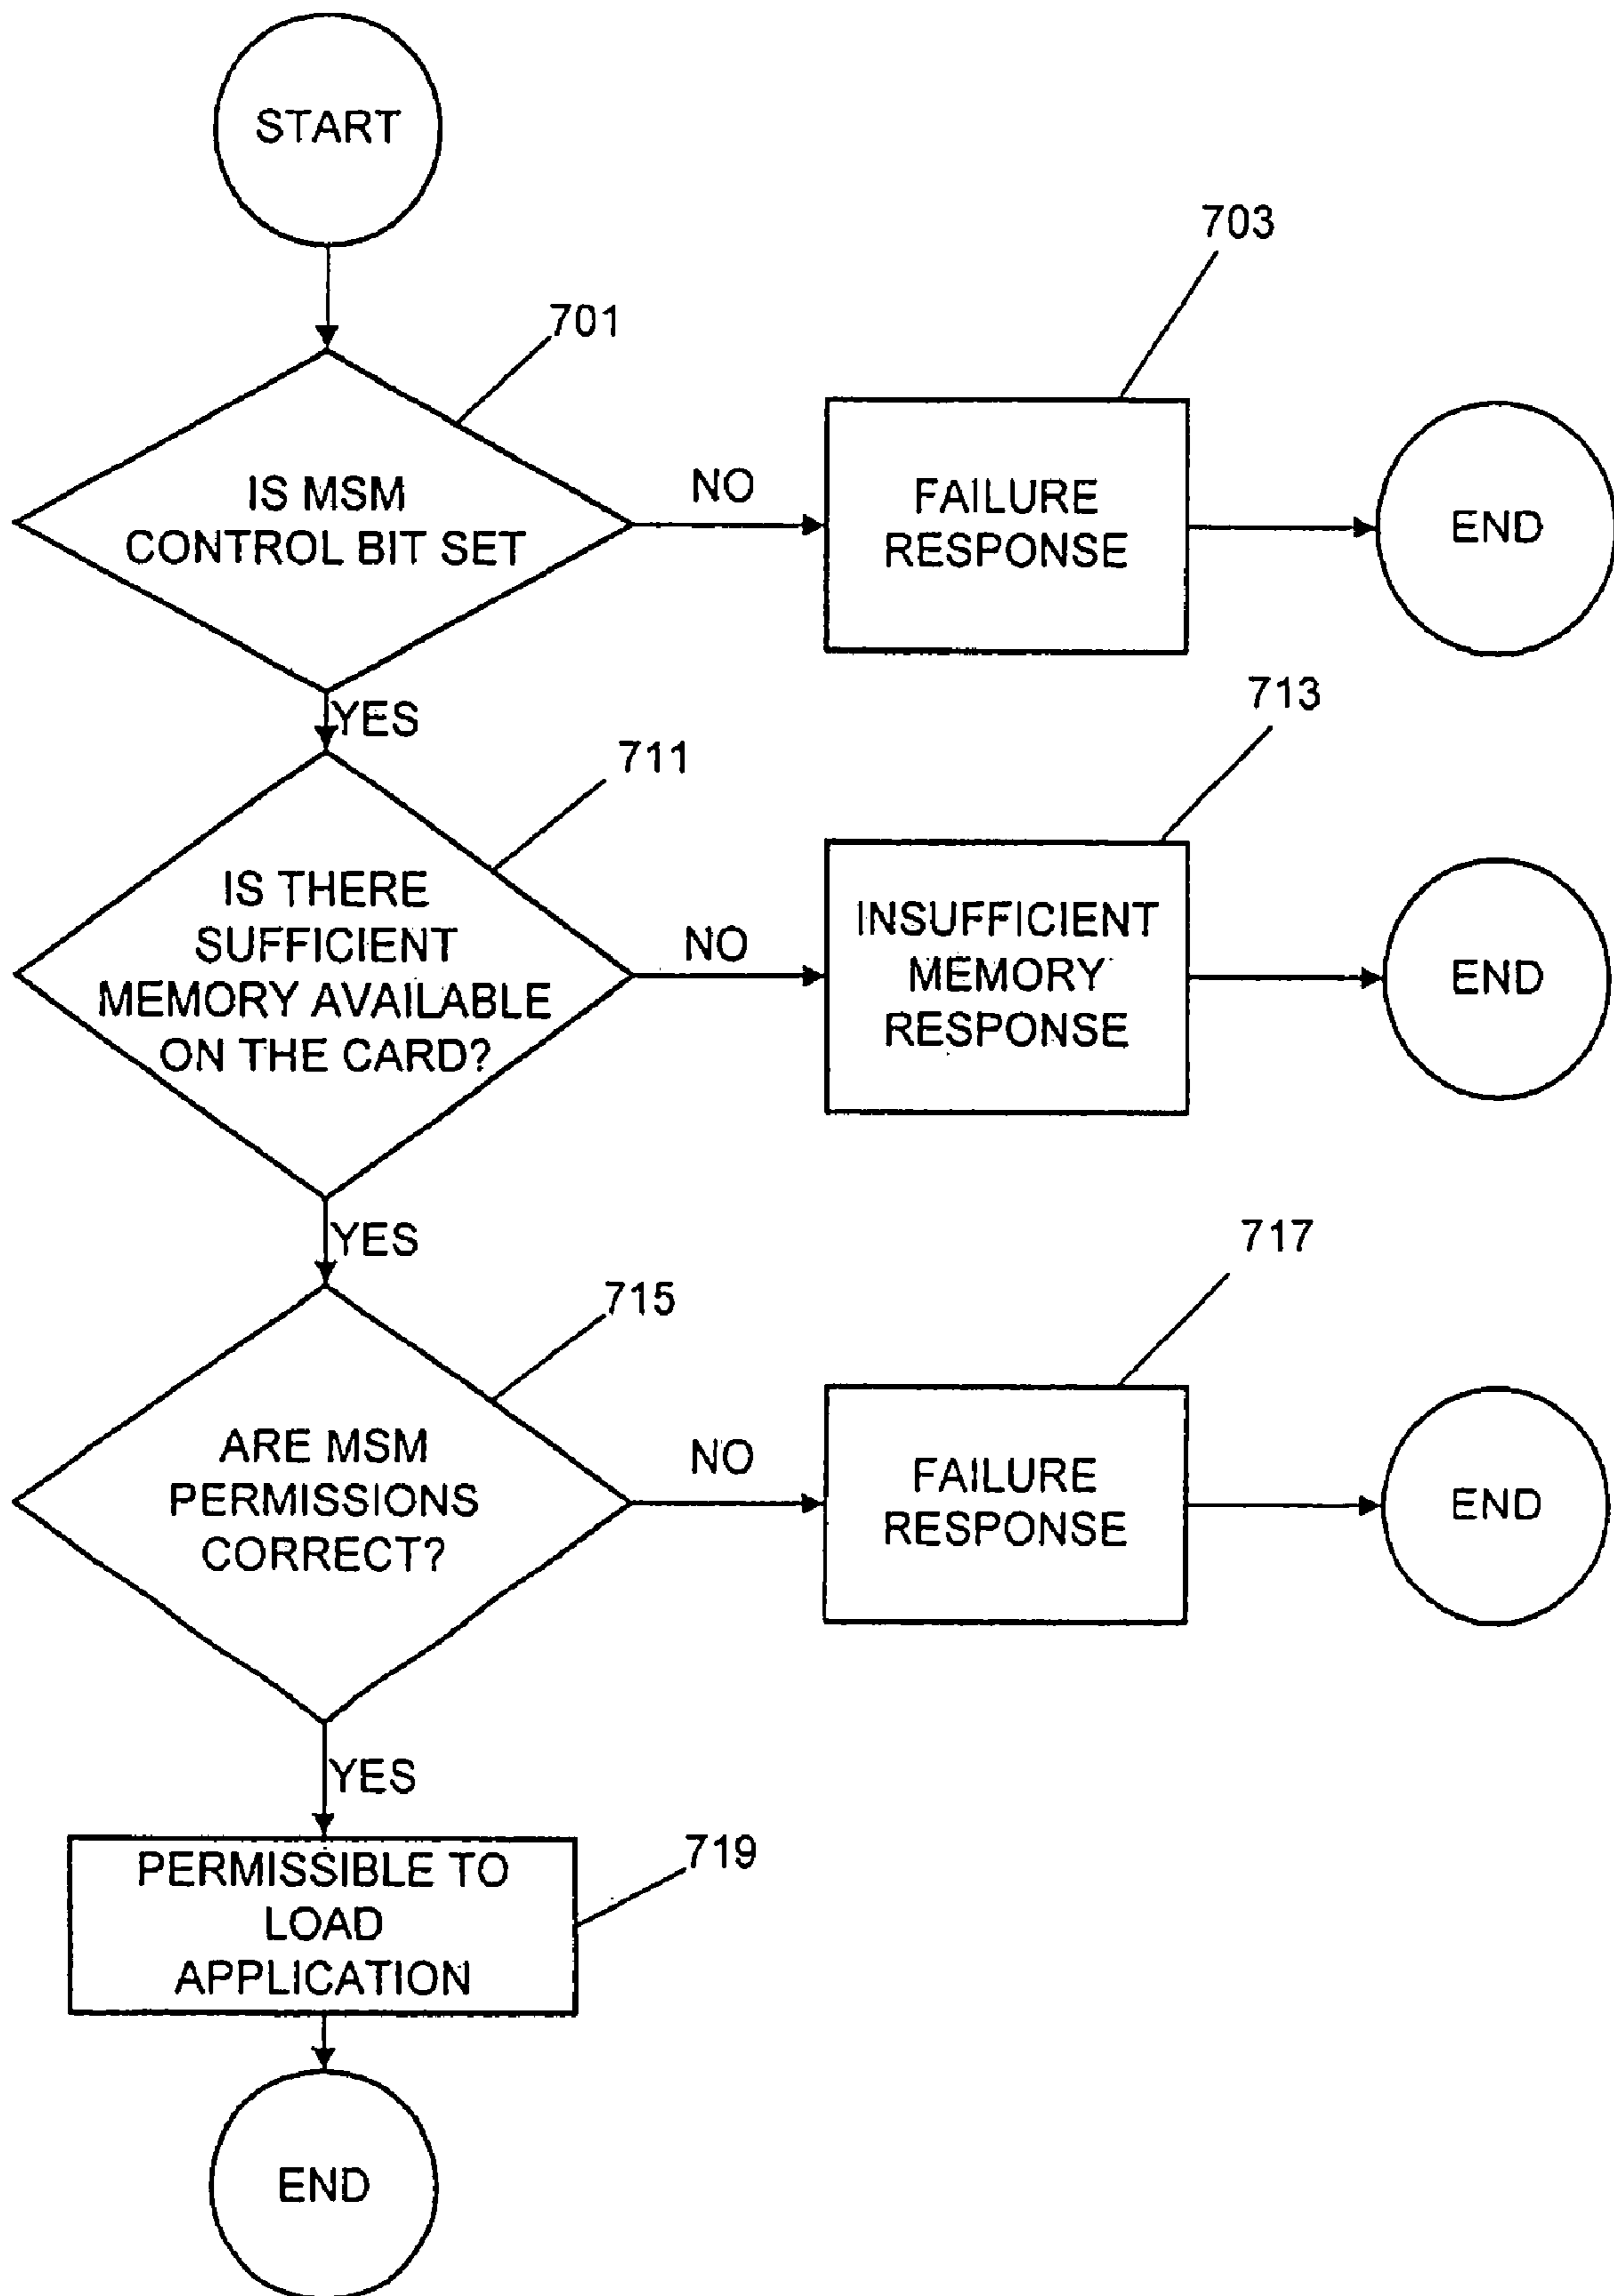 START
703
701
IS MSM
CONTROL BIT SET
NO
FAILURE
RESPONSE
END
YES
713
711
IS THERE
SUFFICIENT
MEMORY AVAILABLE
ON THE CARD?
NO
INSUFFICIENT
MEMORY
RESPONSE
END
YES
717
715
ARE MSM
PERMISSIONS
CORRECT?
NO
FAILURE
RESPONSE
END
YES
PERMISSIBLE TO
LOAD
APPLICATION
719
END